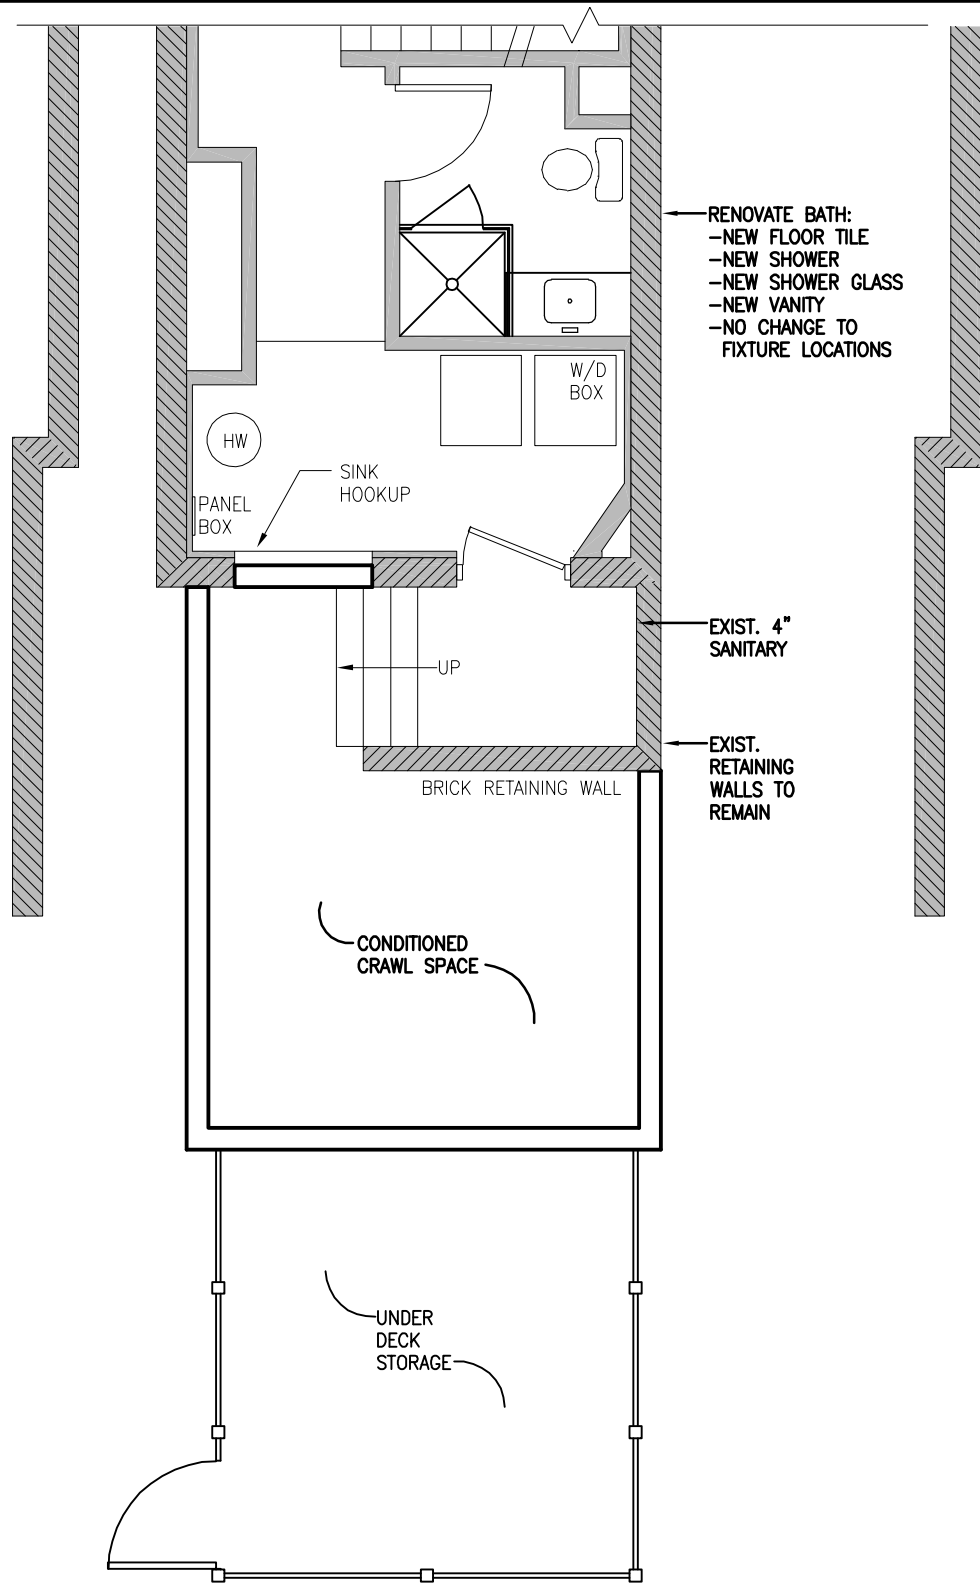 RENOVATE BATH:
-NEW FLOOR TILE
-NEW SHOWER
-NEW SHOWER GLASS
-NEW VANITY
-NO CHANGE TO
FIXTURE LOCATIONS
W/D
BOX
HW
SINK
HOOKUP
PANEL
BOX
EXIST. 4"
SANITARY
UP
EXIST.
RETAINING
WALLS TO
REMAIN
BRICK RETAINING WALL
CONDITIONED
CRAWL SPACE
UNDER
DECK
STORAGE